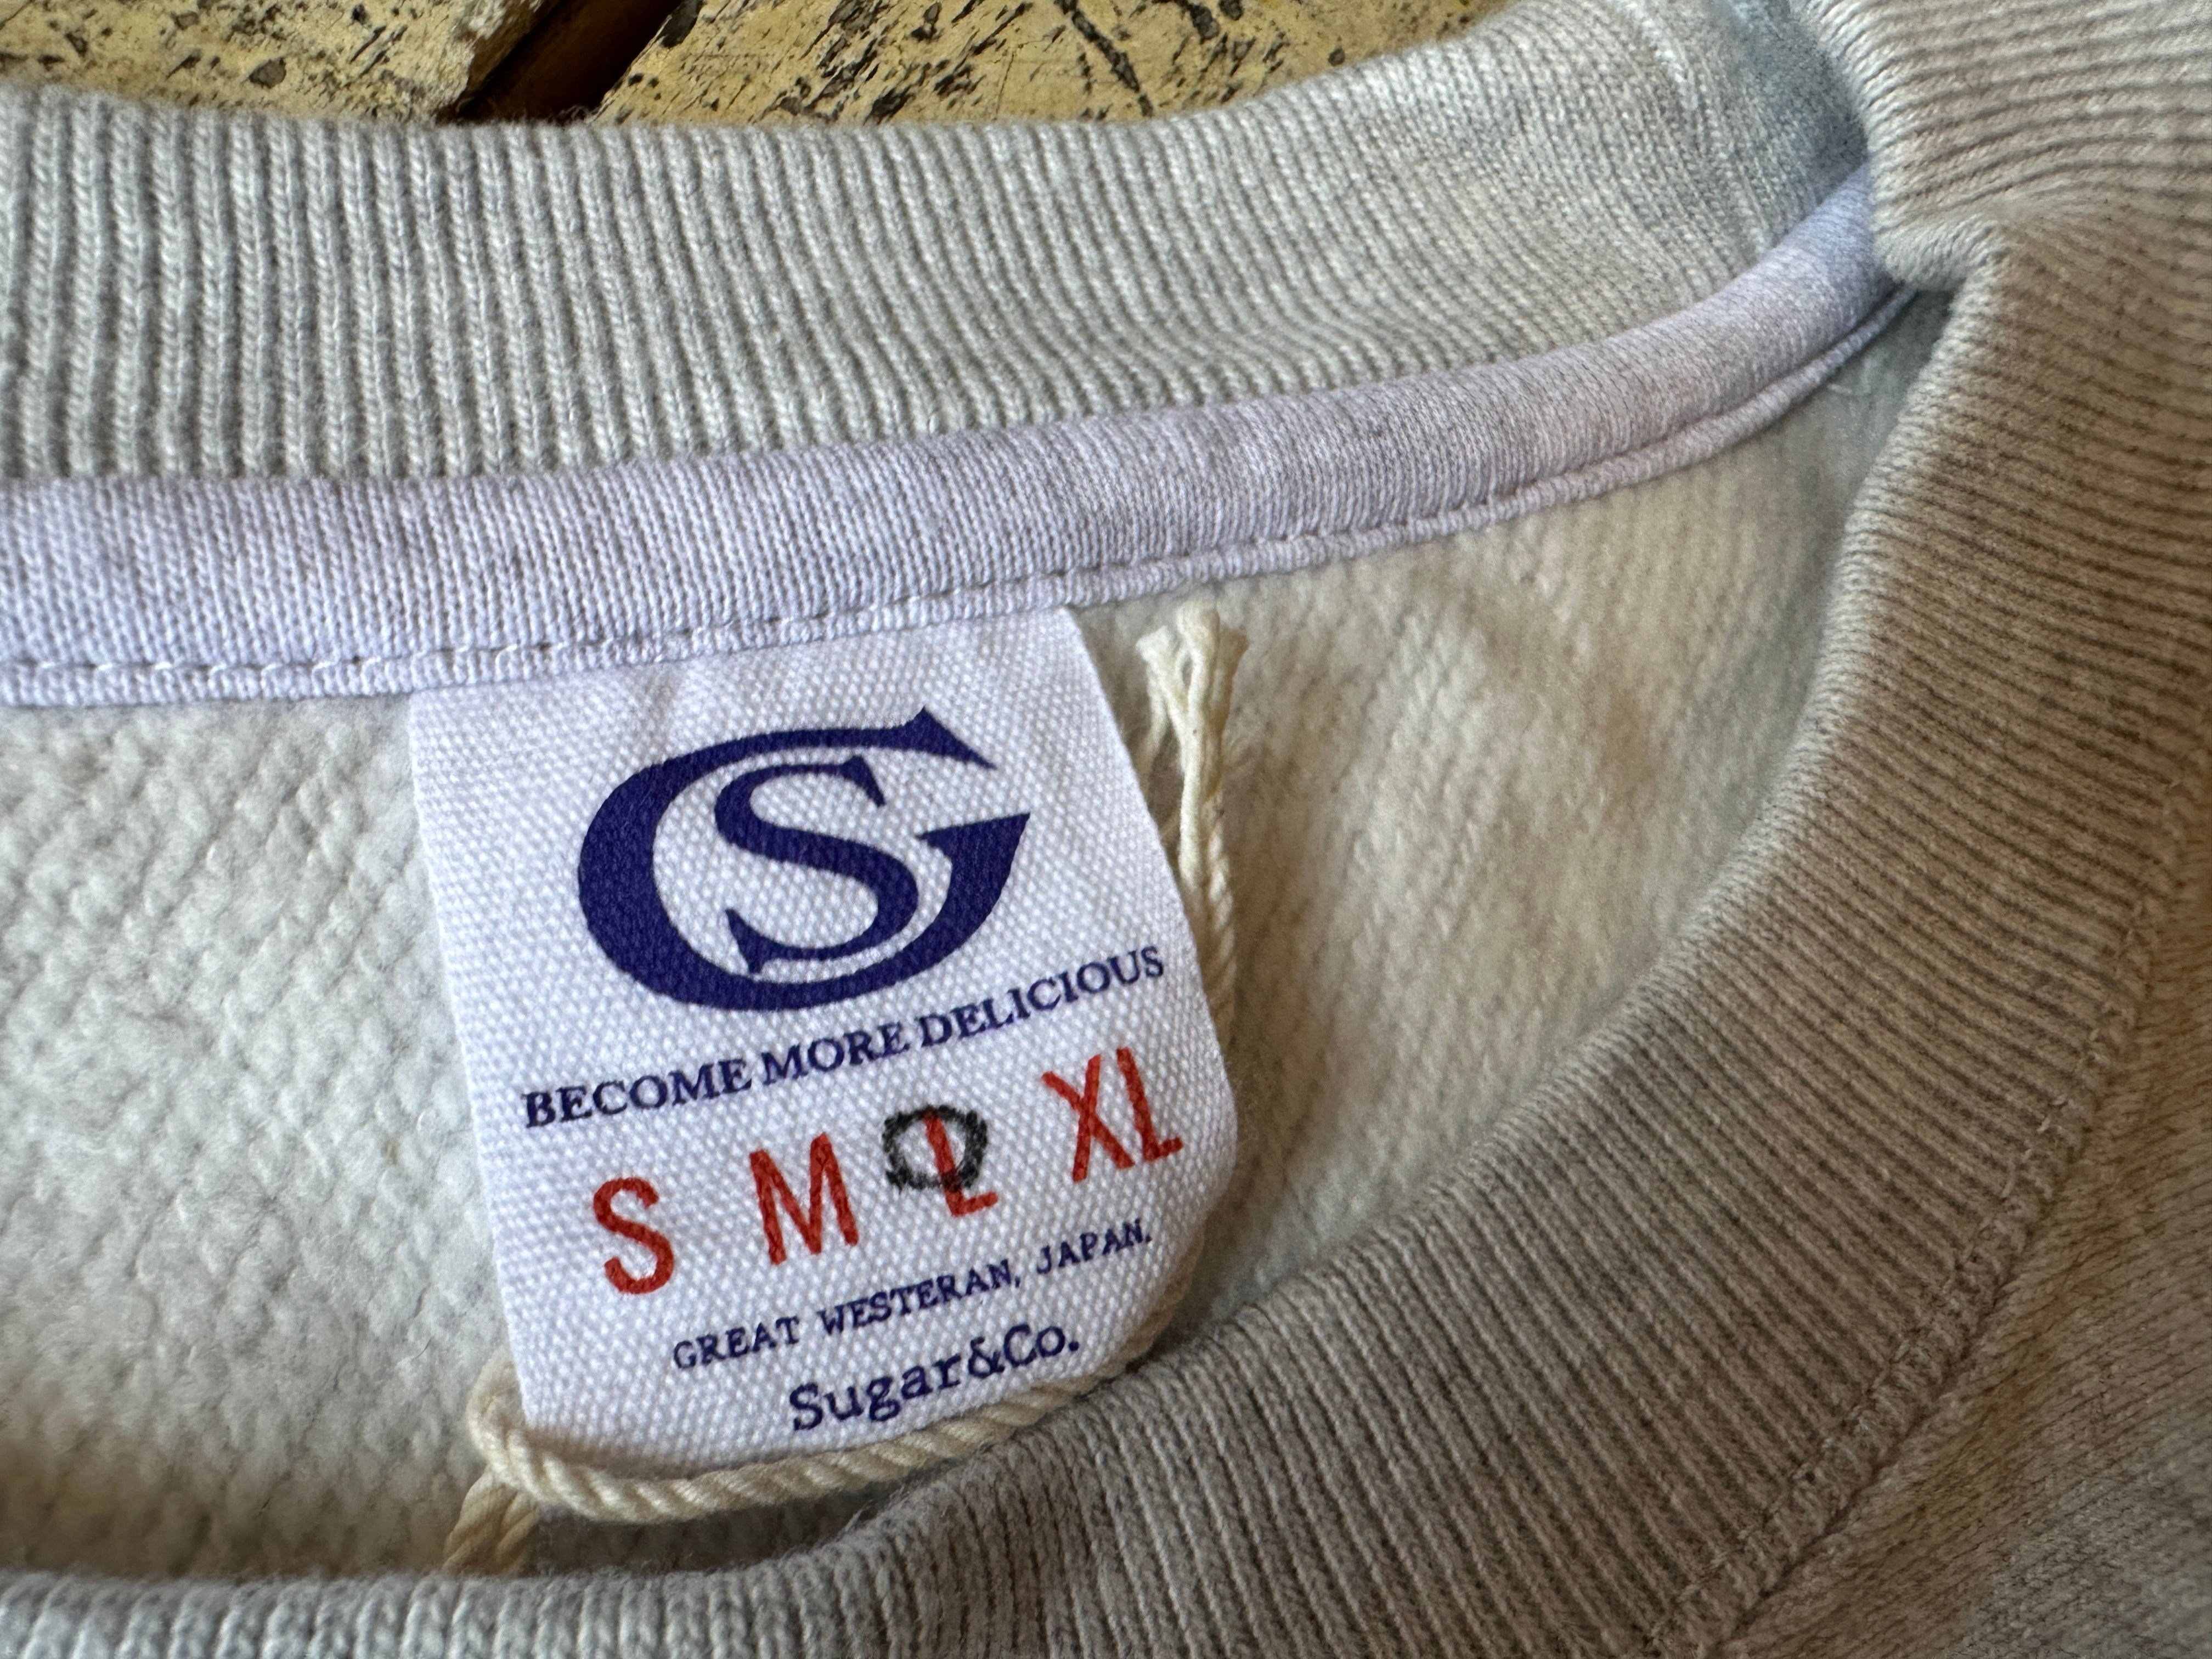 GS
BECOME MORE DELICIOUS
S M L XL
GREAT WESTERAN, JAPAN.
Sugar&Co.